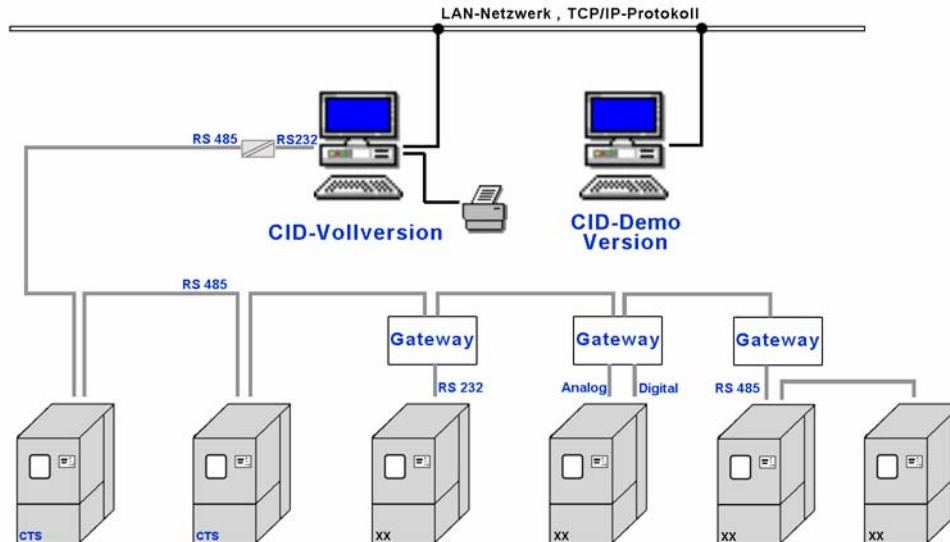 LAN-Netzwerk , TCP/IP-Protokoll
RS 485
RS232
CID-Vollversion
CID-Demo
Version
RS 485
Gateway
Gateway
Gateway
RS 232
Analog
Digital
RS 485
CTS
CTS
XX
XX
XX
XX